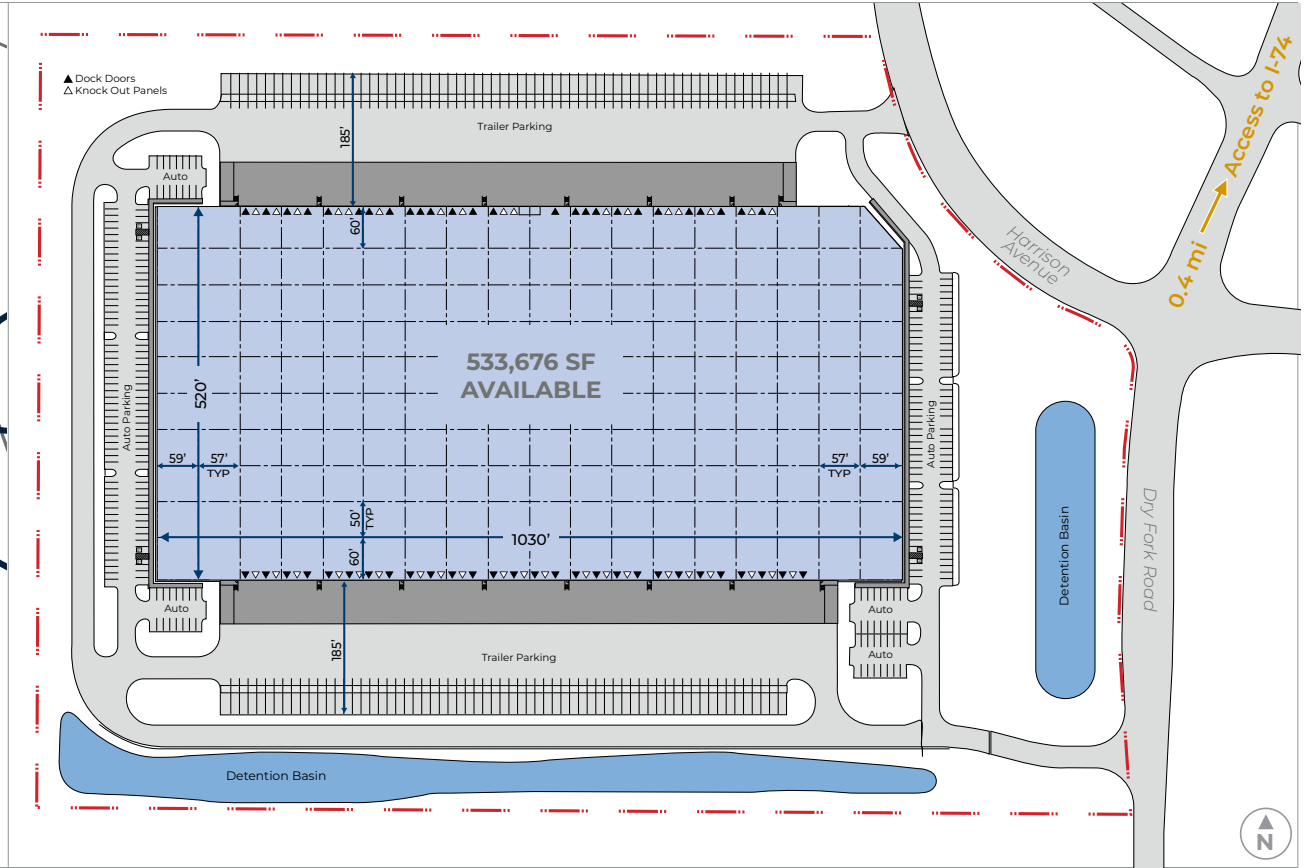 Dock Doors
Knock Out Panels
185'
Trailer Parking
Access to I-74
0.4 mi
Auto
60'
Harrison
Avenue
533,676 SF
AVAILABLE
520'
Auto Parking
Auto Parking
59'
57'
TYP
57'
TYP
59'
50'
TYP
1030'
60'
Detention Basin
Dry Fork Road
Auto
Auto
185'
Trailer Parking
Auto
Detention Basin
N